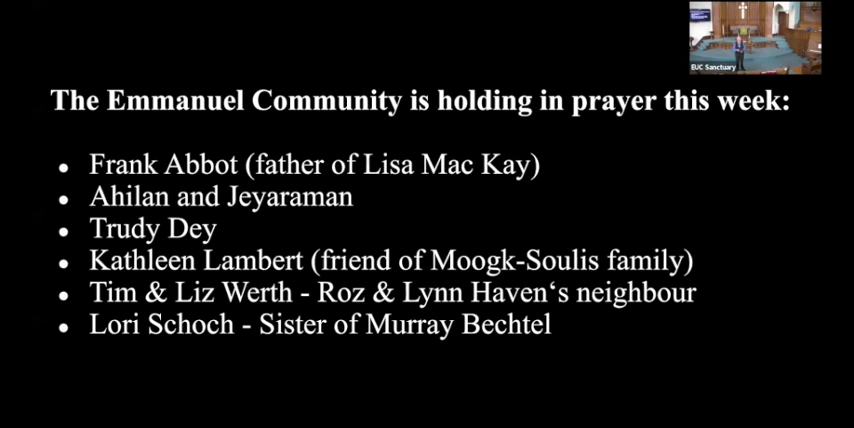 EUC Sanctuary
The Emmanuel Community is holding in prayer this week:
• Frank Abbot (father of Lisa Mac Kay)
• Ahilan and Jeyaraman
• Trudy Dey
• Kathleen Lambert (friend of Moogk-Soulis family)
• Tim & Liz Werth - Roz & Lynn Haven‘s neighbour
• Lori Schoch - Sister of Murray Bechtel